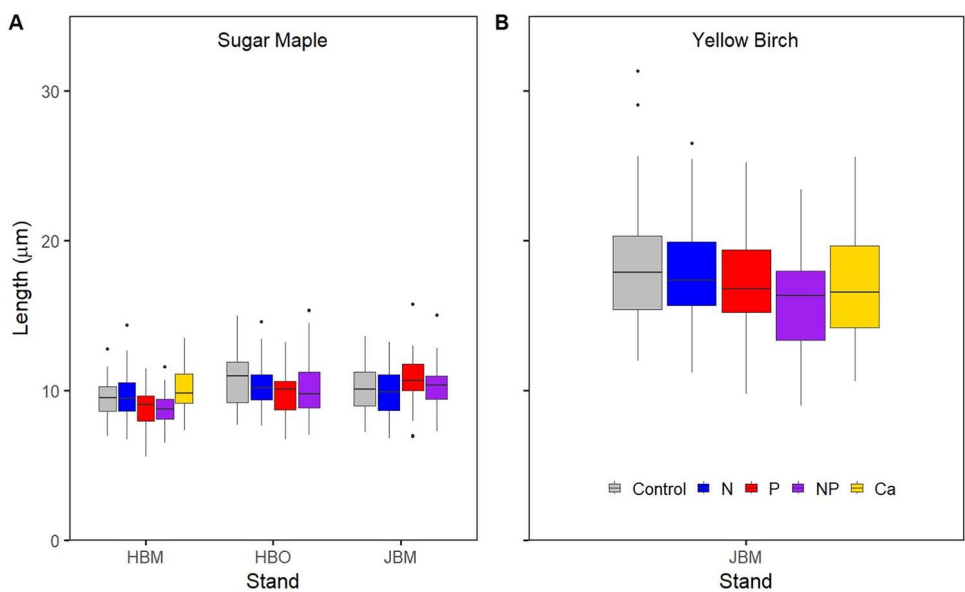 A
Sugar Maple
B
Yellow Birch
Length (μm)
30
20
10
0
Control N P NP Ca
HBM HBO JBM
JBM
Stand
Stand